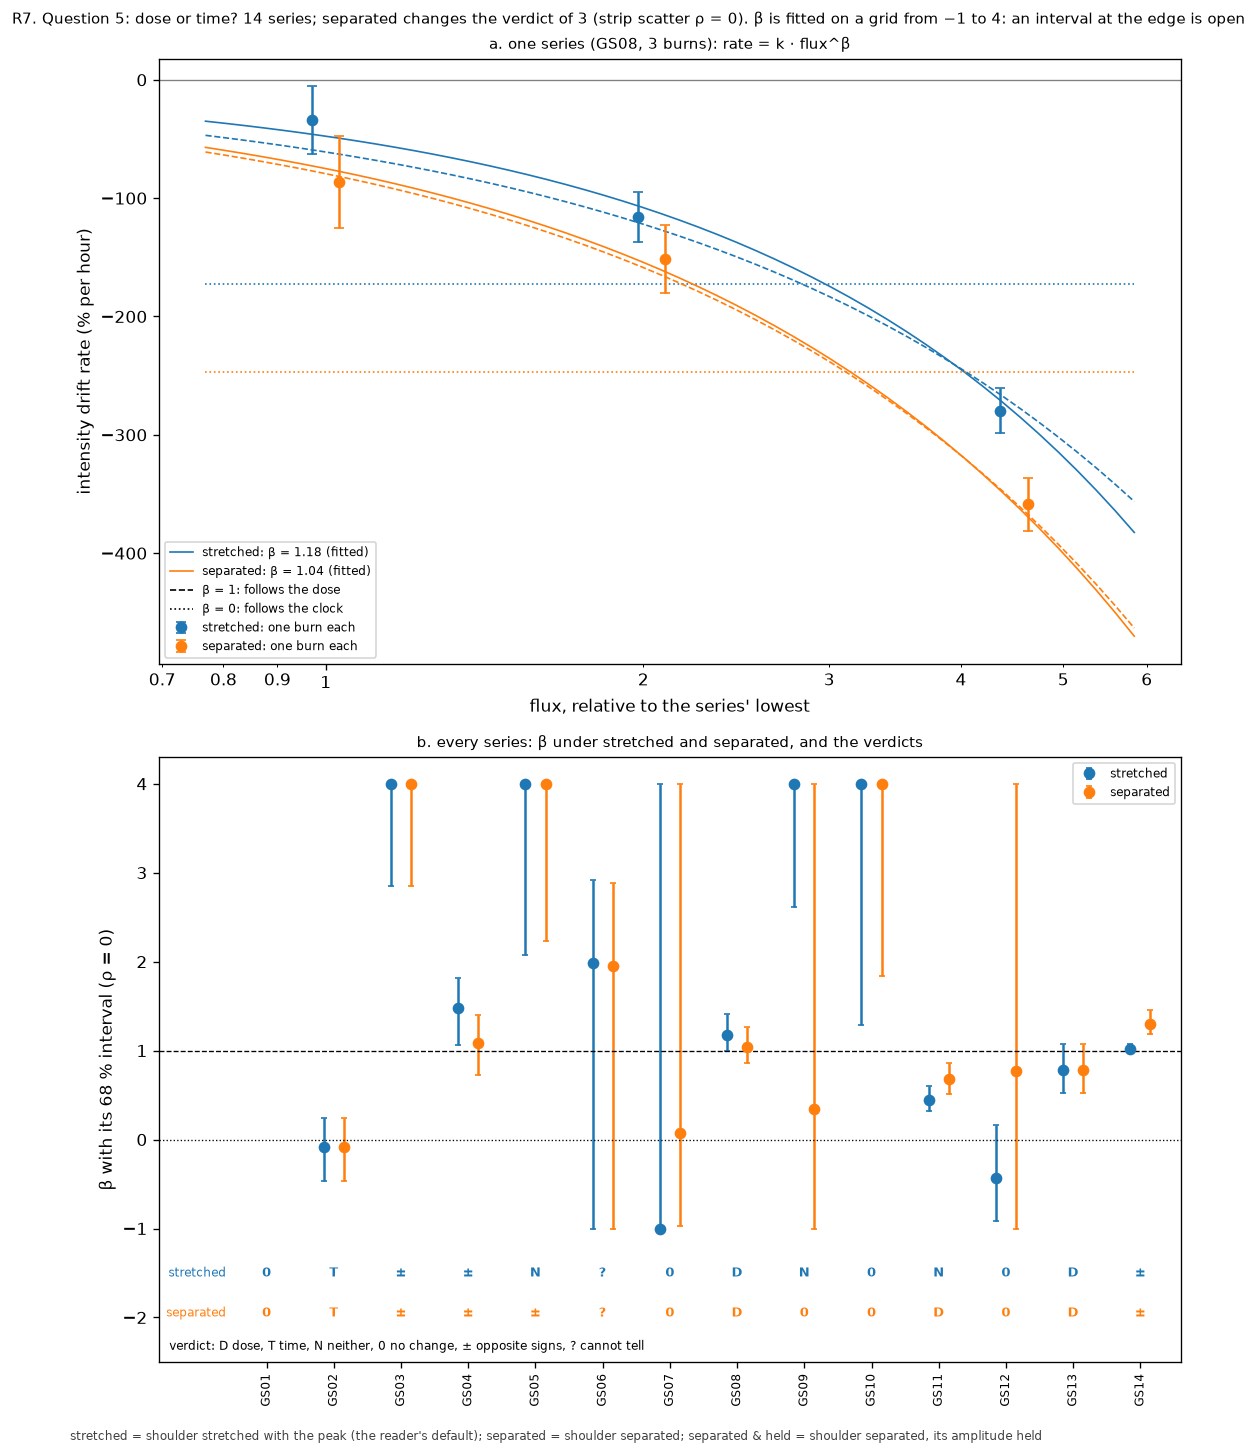 R7. Question 5: dose or time? 14 series; separated changes the verdict of 3 (strip scatter ρ = 0). β is fitted on a grid from −1 to 4: an interval at the edge is open
a. one series (GS08, 3 burns): rate = k · flux^β
intensity drift rate (% per hour)
0
−100
−200
−300
−400
stretched: β = 1.18 (fitted)
separated: β = 1.04 (fitted)
β = 1: follows the dose
β = 0: follows the clock
stretched: one burn each
separated: one burn each
0.7 0.8 0.9 1 2 3 4 5 6
flux, relative to the series' lowest
b. every series: β under stretched and separated, and the verdicts
β with its 68 % interval (ρ = 0)
4
3
2
1
0
−1
−2
stretched
separated
stretched 0 T ± ± N ? 0 D N 0 N 0 D ±
separated 0 T ± ± ± ? 0 D 0 0 D 0 D ±
verdict: D dose, T time, N neither, 0 no change, ± opposite signs, ? cannot tell
GS01 GS02 GS03 GS04 GS05 GS06 GS07 GS08 GS09 GS10 GS11 GS12 GS13 GS14
stretched = shoulder stretched with the peak (the reader's default); separated = shoulder separated; separated & held = shoulder separated, its amplitude held